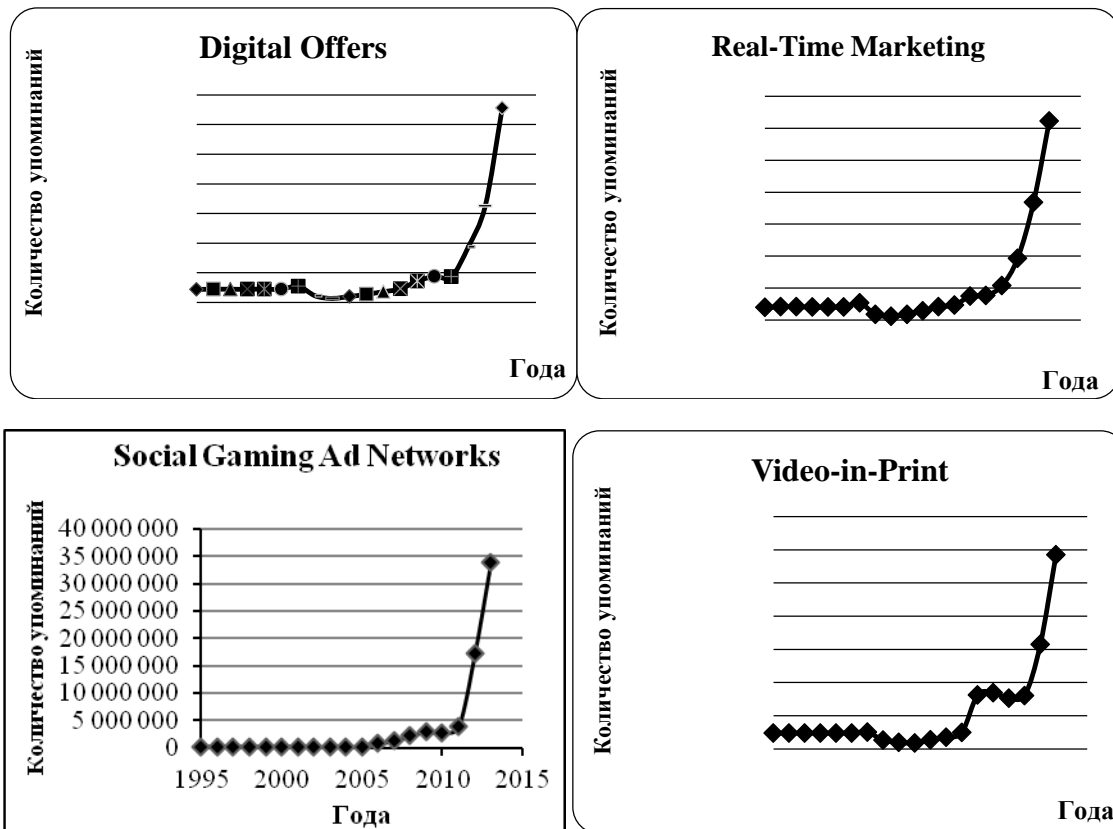 Digital Offers
Количество упоминаний
Года
Real-Time Marketing
Количество упоминаний
Года
Social Gaming Ad Networks
Количество упоминаний
40 000 000
35 000 000
30 000 000
25 000 000
20 000 000
15 000 000
10 000 000
5 000 000
0
1995 2000 2005 2010 2015
Года
Video-in-Print
Количество упоминаний
Года